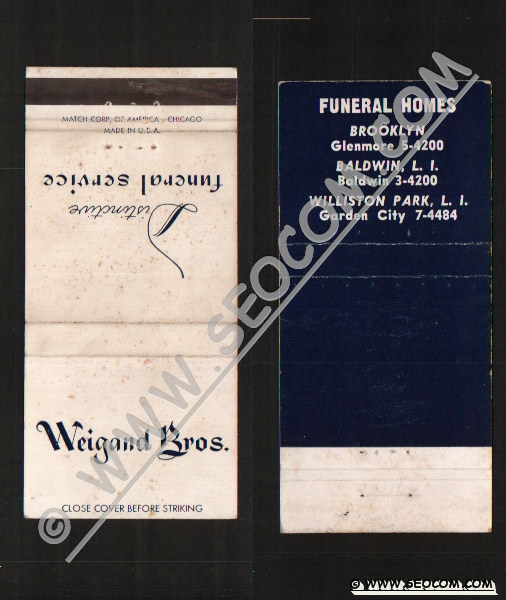 MATCH CORP. OF AMERICA, CHICAGO
MADE IN U.S.A.
Distinctive
funeral service
Weigand Bros.
CLOSE COVER BEFORE STRIKING
FUNERAL HOMES
BROOKLYN
Glenmore 5-4200
BALDWIN, L. I.
Baldwin 3-4200
WILLISTON PARK, L. I.
Garden City 7-4484
© WWW.SEOCOM.COM
© WWW.SEOCOM.COM